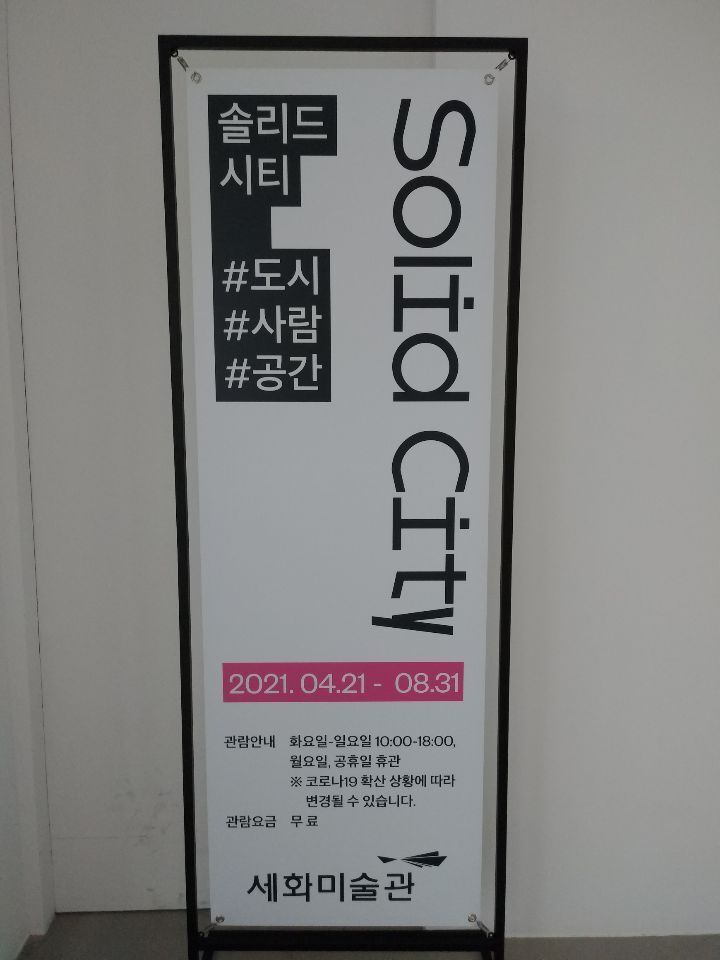 솔리드
시티
#도시
#사람
#공간
Solid City
2021. 04.21 - 08.31
관람안내 화요일-일요일 10:00-18:00,
월요일, 공휴일 휴관
※ 코로나19 확산 상황에 따라
변경될 수 있습니다.
관람요금 무료
세화미술관